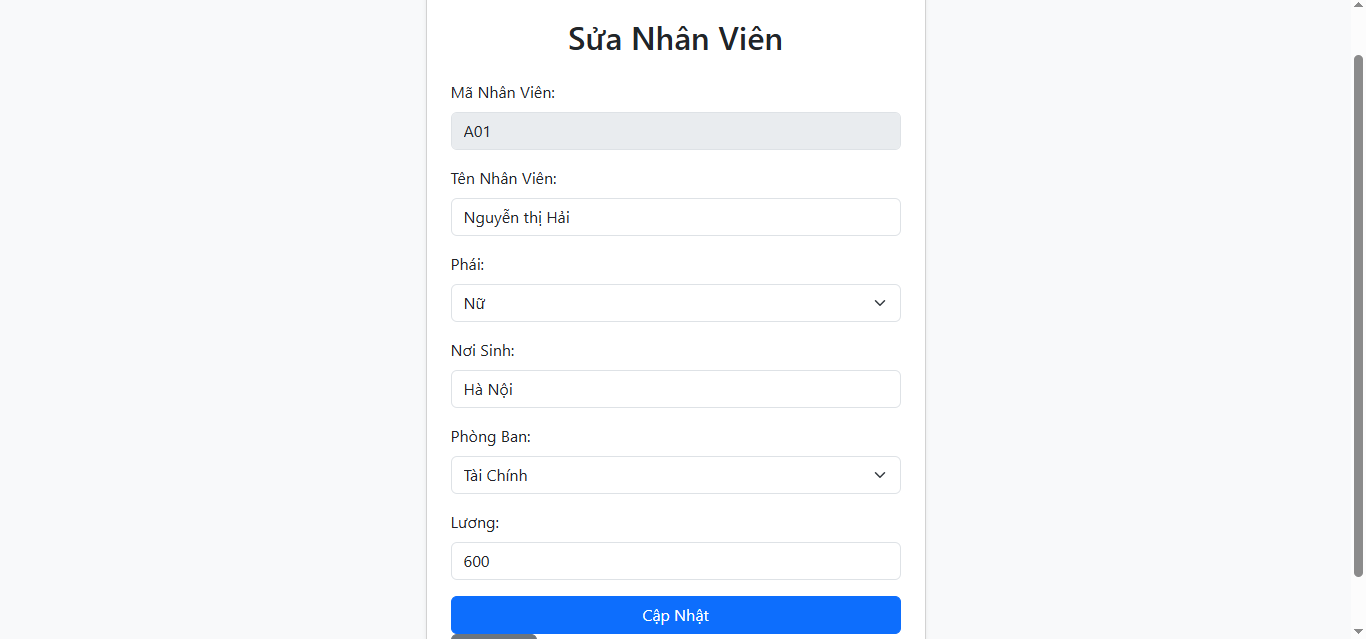 Sửa Nhân Viên
Mã Nhân Viên:
A01
Tên Nhân Viên:
Nguyễn thị Hải
Phái:
Nữ
Nơi Sinh:
Hà Nội
Phòng Ban:
Tài Chính
Lương:
600
Cập Nhật